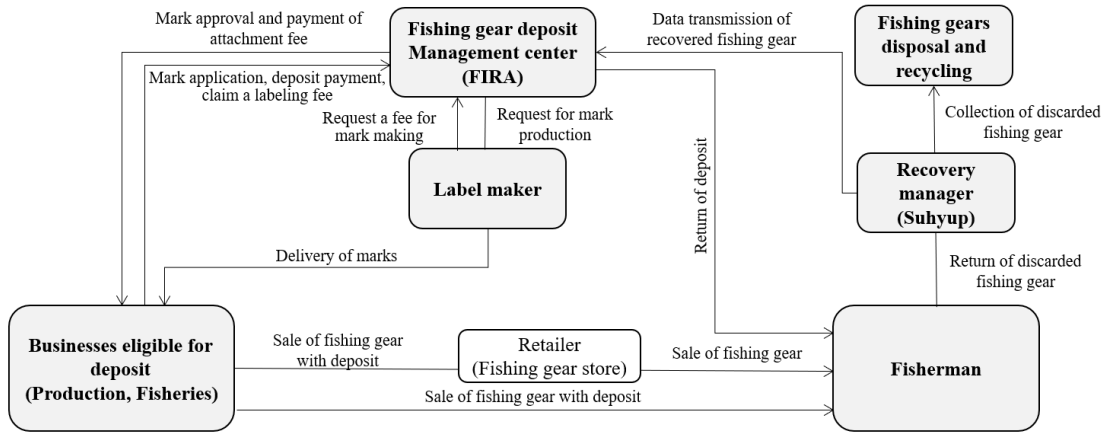 Mark approval and payment of
attachment fee
Mark application, deposit payment,
claim a labeling fee
Fishing gear deposit
Management center
(FIRA)
Data transmission of
recovered fishing gear
Fishing gears
disposal and
recycling
Collection of discarded
fishing gear
Request a fee for
mark making
Request for mark
production
Label maker
Return of deposit
Recovery
manager
(Suhyup)
Delivery of marks
Return of discarded
fishing gear
Businesses eligible for
deposit
(Production, Fisheries)
Sale of fishing gear
with deposit
Retailer
(Fishing gear store)
Sale of fishing gear
Sale of fishing gear with deposit
Fisherman